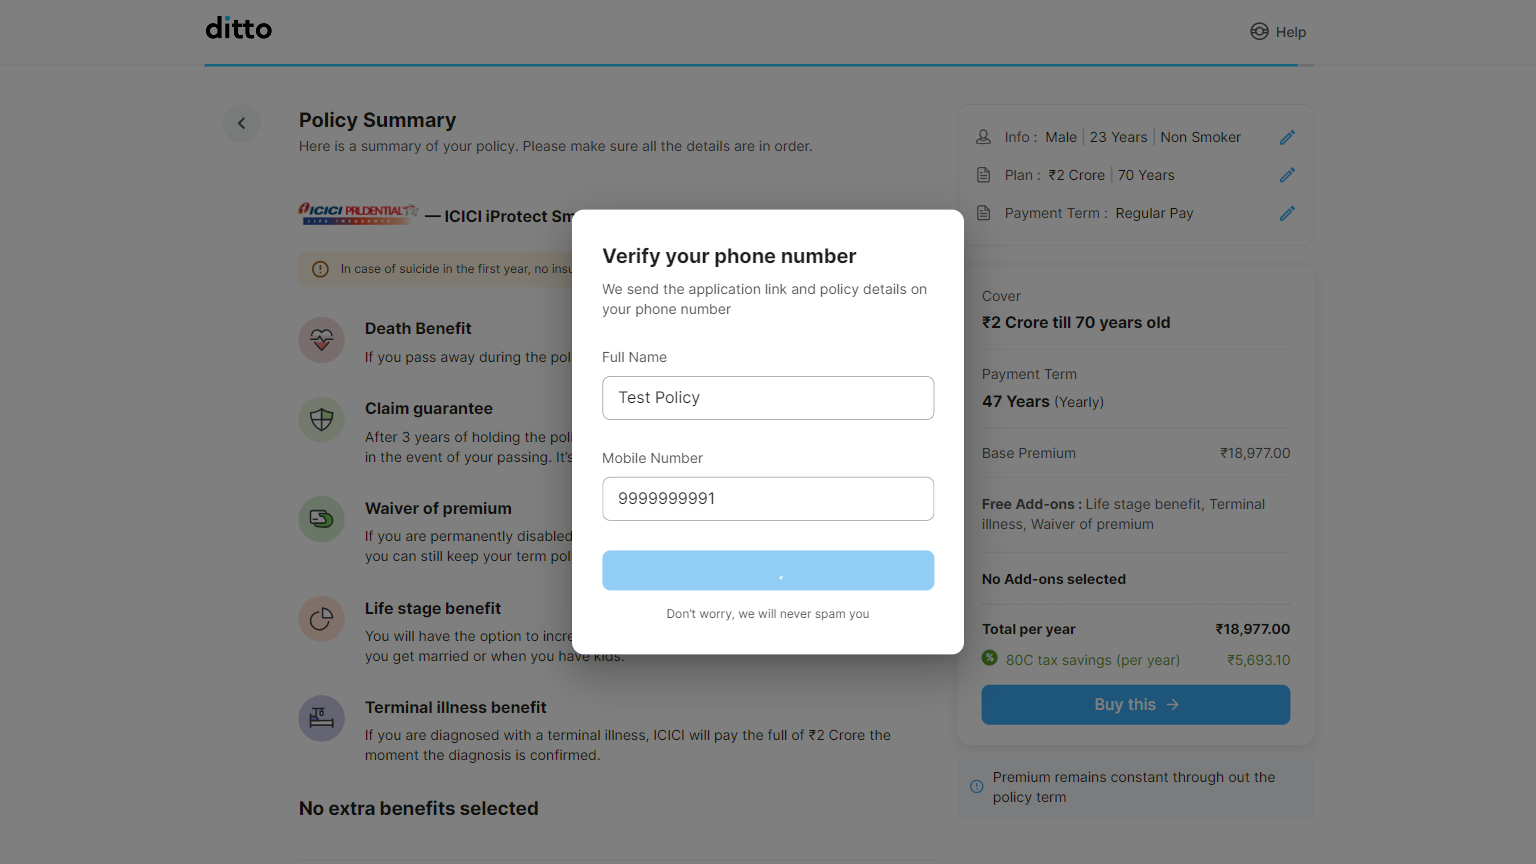 ditto
Help
Policy Summary
Here is a summary of your policy. Please make sure all the details are in order.
ICICI PRUDENTIAL
LIFE INSURANCE
— ICICI iProtect Sm
In case of suicide in the first year, no insu
Death Benefit
If you pass away during the pol
Claim guarantee
After 3 years of holding the poli
in the event of your passing. It's
Waiver of premium
If you are permanently disabled
you can still keep your term pol
Life stage benefit
You will have the option to incre
you get married or when you have kids.
Terminal illness benefit
If you are diagnosed with a terminal illness, ICICI will pay the full of ₹2 Crore the
moment the diagnosis is confirmed.
No extra benefits selected
Verify your phone number
We send the application link and policy details on
your phone number
Full Name
Test Policy
Mobile Number
9999999991
Don't worry, we will never spam you
Info : Male | 23 Years | Non Smoker
Plan : ₹2 Crore | 70 Years
Payment Term : Regular Pay
Cover
₹2 Crore till 70 years old
Payment Term
47 Years (Yearly)
Base Premium ₹18,977.00
Free Add-ons : Life stage benefit, Terminal
illness, Waiver of premium
No Add-ons selected
Total per year ₹18,977.00
80C tax savings (per year) ₹5,693.10
Buy this →
Premium remains constant through out the
policy term